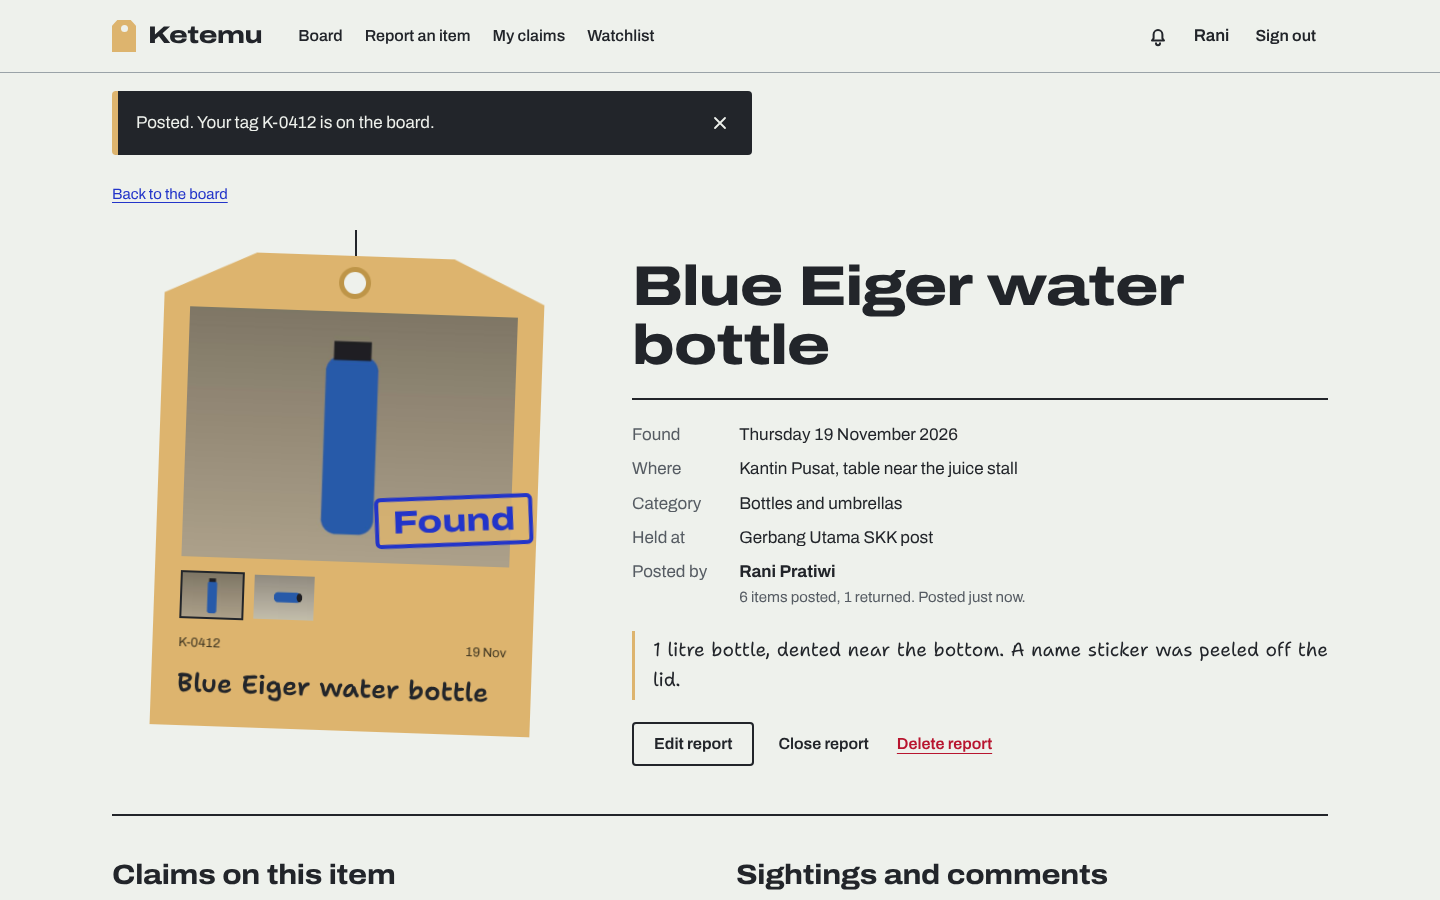 Ketemu
Board
Report an item
My claims
Watchlist
Rani
Sign out
Posted. Your tag K-0412 is on the board.
Back to the board
Found
K-0412
19 Nov
Blue Eiger water bottle
Blue Eiger water
bottle
Found
Thursday 19 November 2026
Where
Kantin Pusat, table near the juice stall
Category
Bottles and umbrellas
Held at
Gerbang Utama SKK post
Posted by
Rani Pratiwi
6 items posted, 1 returned. Posted just now.
1 litre bottle, dented near the bottom. A name sticker was peeled off the
lid.
Edit report
Close report
Delete report
Claims on this item
Sightings and comments